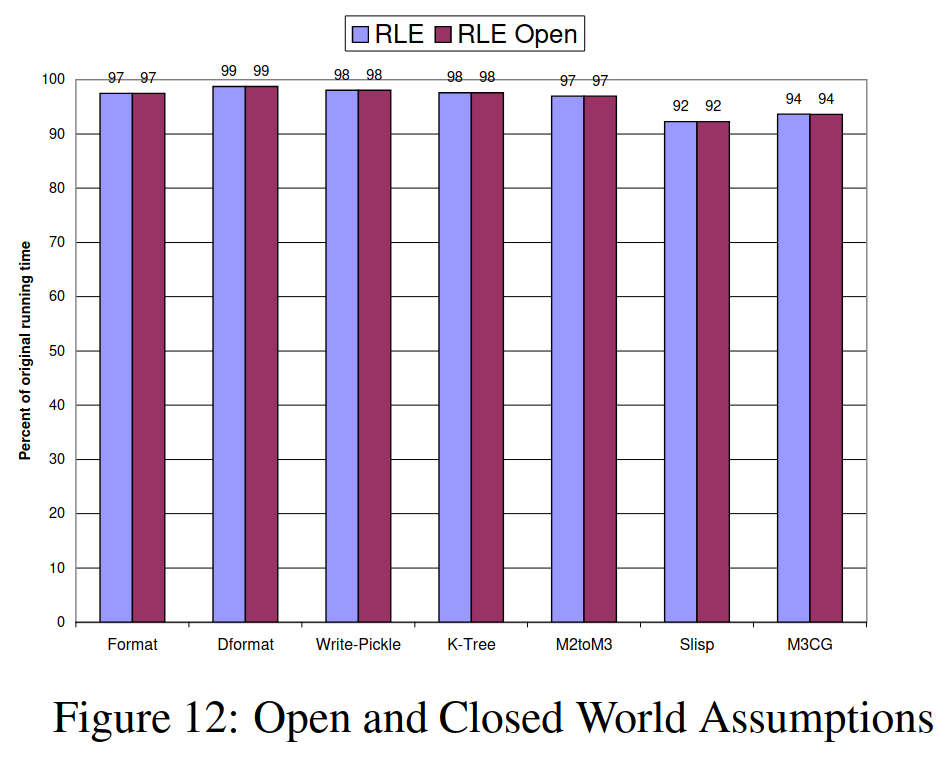 RLE RLE Open
97 97 99 99 98 98 98 98 97 97 92 92 94 94
100
90
80
70
60
50
40
30
20
10
0
Percent of original running time
Format Dformat Write-Pickle K-Tree M2toM3 Slisp M3CG
Figure 12: Open and Closed World Assumptions